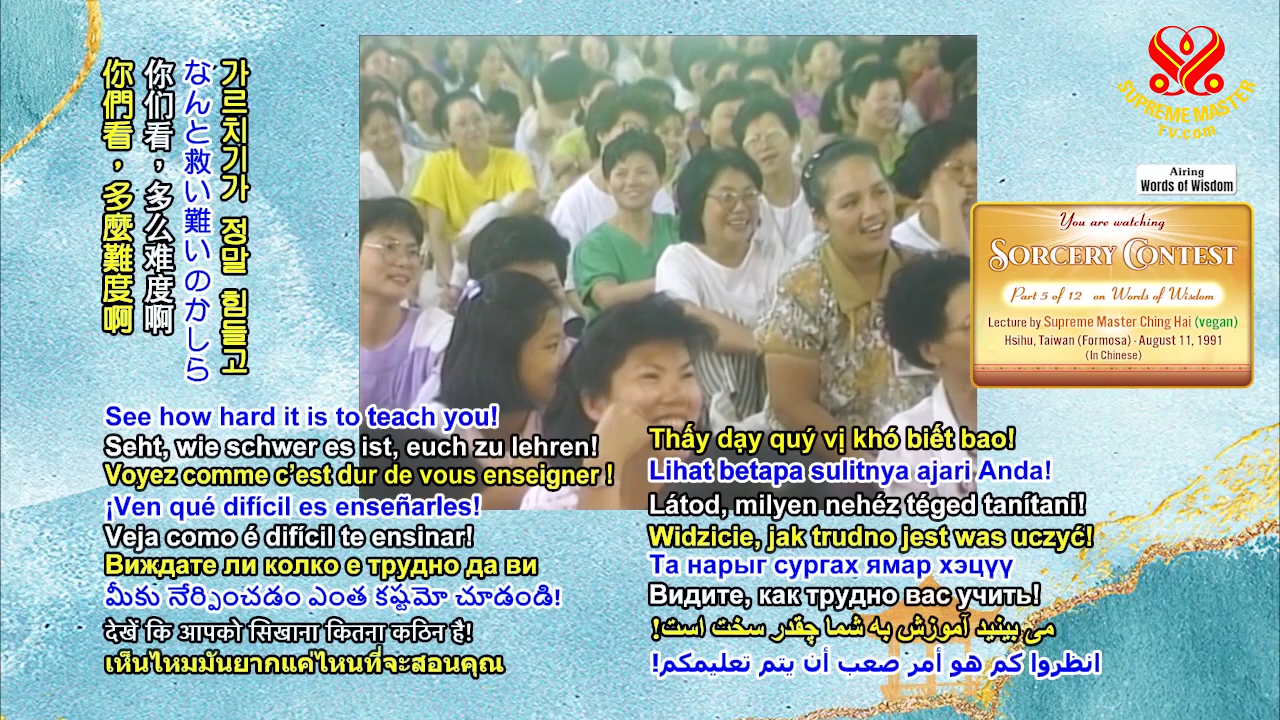 你們看，多麼難度啊
你们看，多么难度啊
なんと救い難いのかしら
가르치기가 정말 힘들고
See how hard it is to teach you!
Seht, wie schwer es ist, euch zu lehren!
Voyez comme c’est dur de vous enseigner !
¡Ven qué difícil es enseñarles!
Veja como é difícil te ensinar!
Виждате ли колко е трудно да ви
మీకు నేర్పించడం ఎంత కష్టమో చూడండి!
देखें कि आपको सिखाना कितना कठिन है!
เห็นไหมมันยากแค่ไหนที่จะสอนคุณ
Thấy dạy quý vị khó biết bao!
Lihat betapa sulitnya ajari Anda!
Látod, milyen nehéz téged tanítani!
Widzicie, jak trudno jest was uczyć!
Та нарыг сургах ямар хэцүү
Видите, как трудно вас учить!
می بینید آموزش به شما چقدر سخت است!
انظروا كم هو أمر صعب أن يتم تعليمكم!
SUPREME MASTER
TV.com
Airing
Words of Wisdom
You are watching
SORCERY CONTEST
Part 5 of 12 on Words of Wisdom
Lecture by Supreme Master Ching Hai (vegan)
Hsihu, Taiwan (Formosa) - August 11, 1991
(In Chinese)